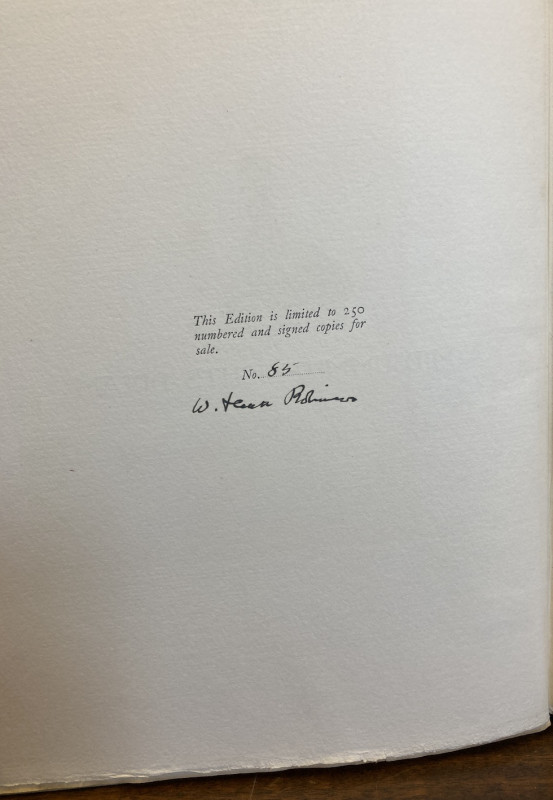 This Edition is limited to 250
numbered and signed copies for
sale.
No. 85
W. Heath Robinson